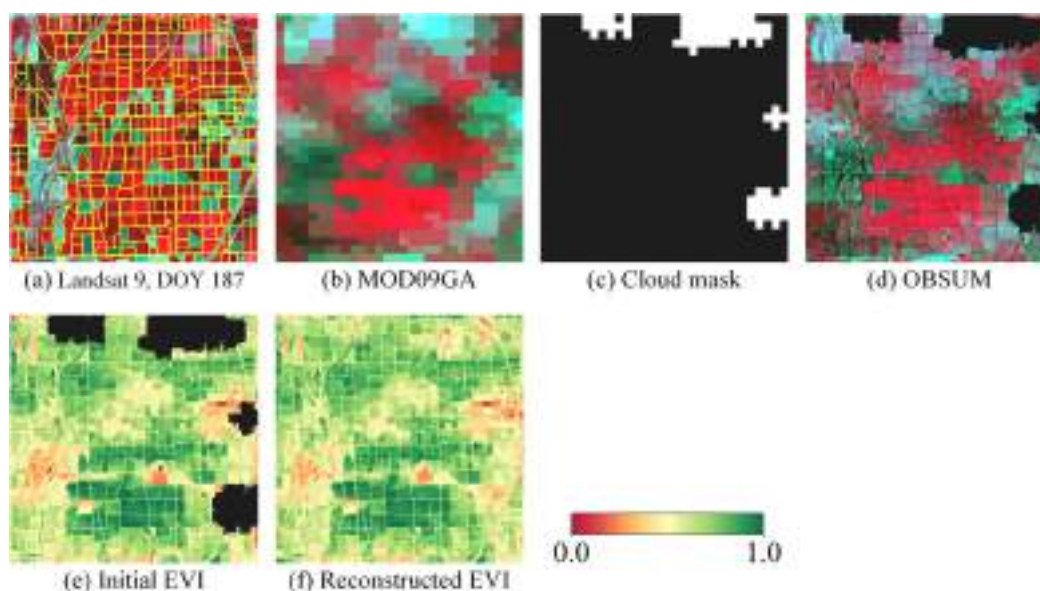 (a) Landsat 9, DOY 187
(b) MOD09GA
(c) Cloud mask
(d) OBSUM
(e) Initial EVI
(f) Reconstructed EVI
0.0
1.0